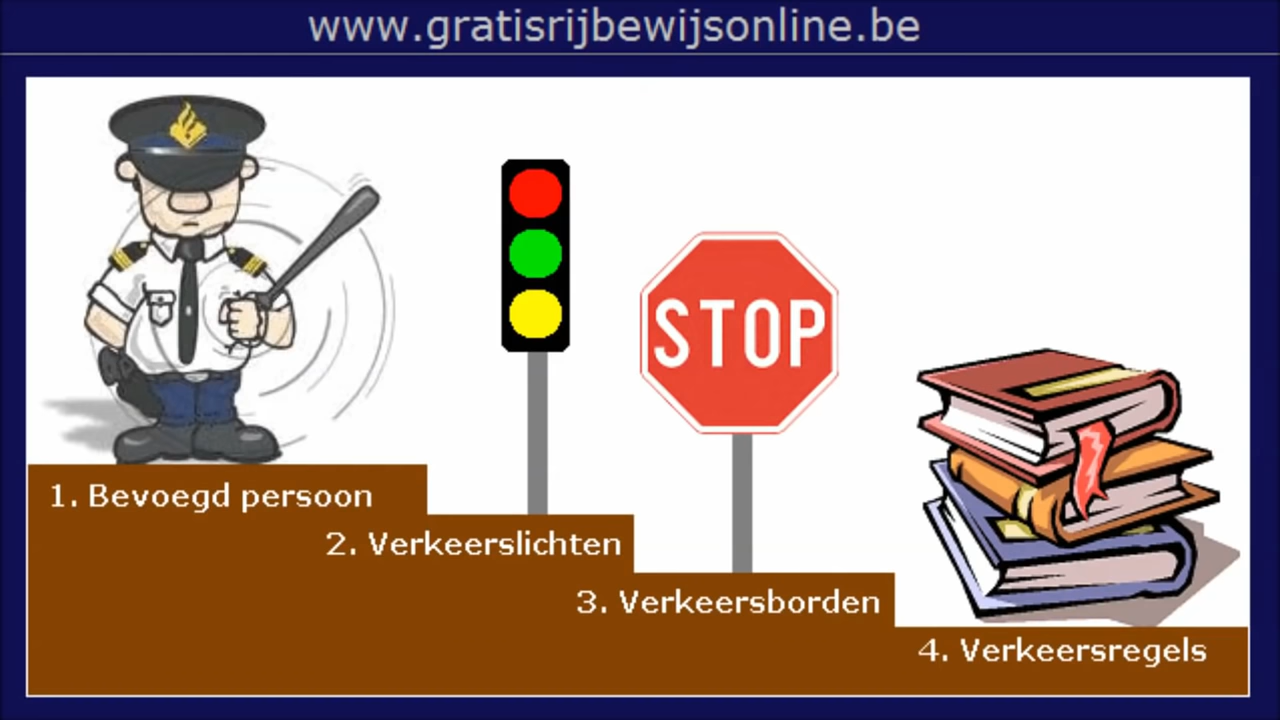 www.gratisrijbewijsonline.be
STOP
1. Bevoegd persoon
2. Verkeerslichten
3. Verkeersborden
4. Verkeersregels